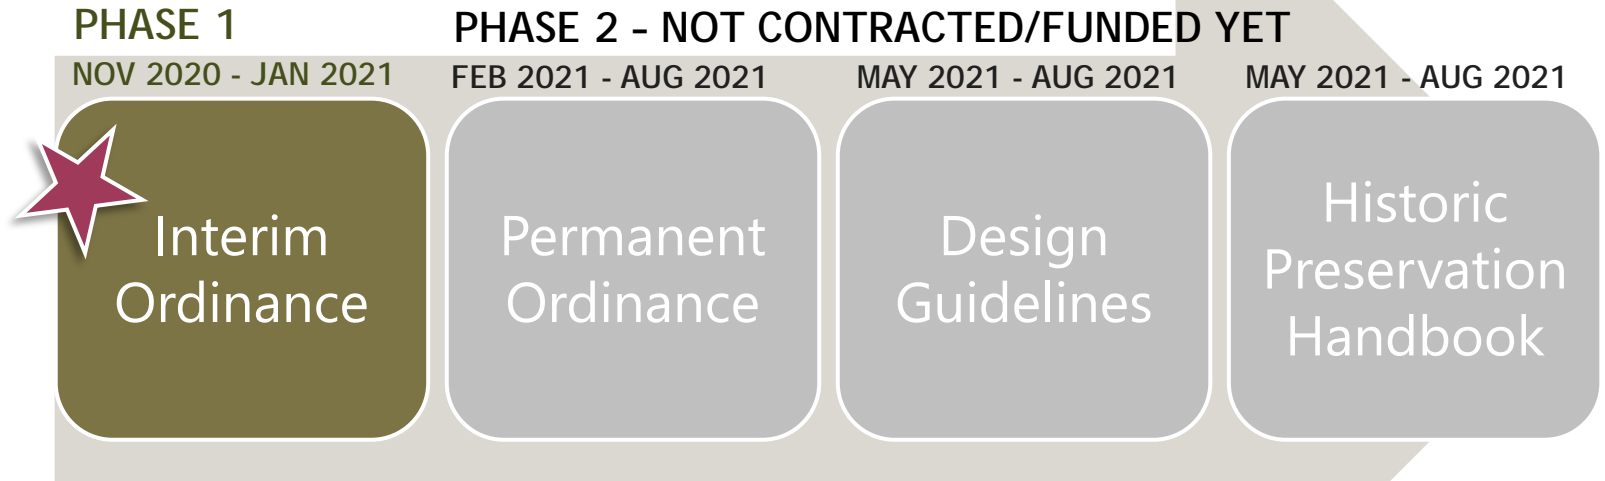 PHASE 1
PHASE 2 - NOT CONTRACTED/FUNDED YET
NOV 2020 - JAN 2021
FEB 2021 - AUG 2021
MAY 2021 - AUG 2021
MAY 2021 - AUG 2021
Interim
Ordinance
Permanent
Ordinance
Design
Guidelines
Historic
Preservation
Handbook